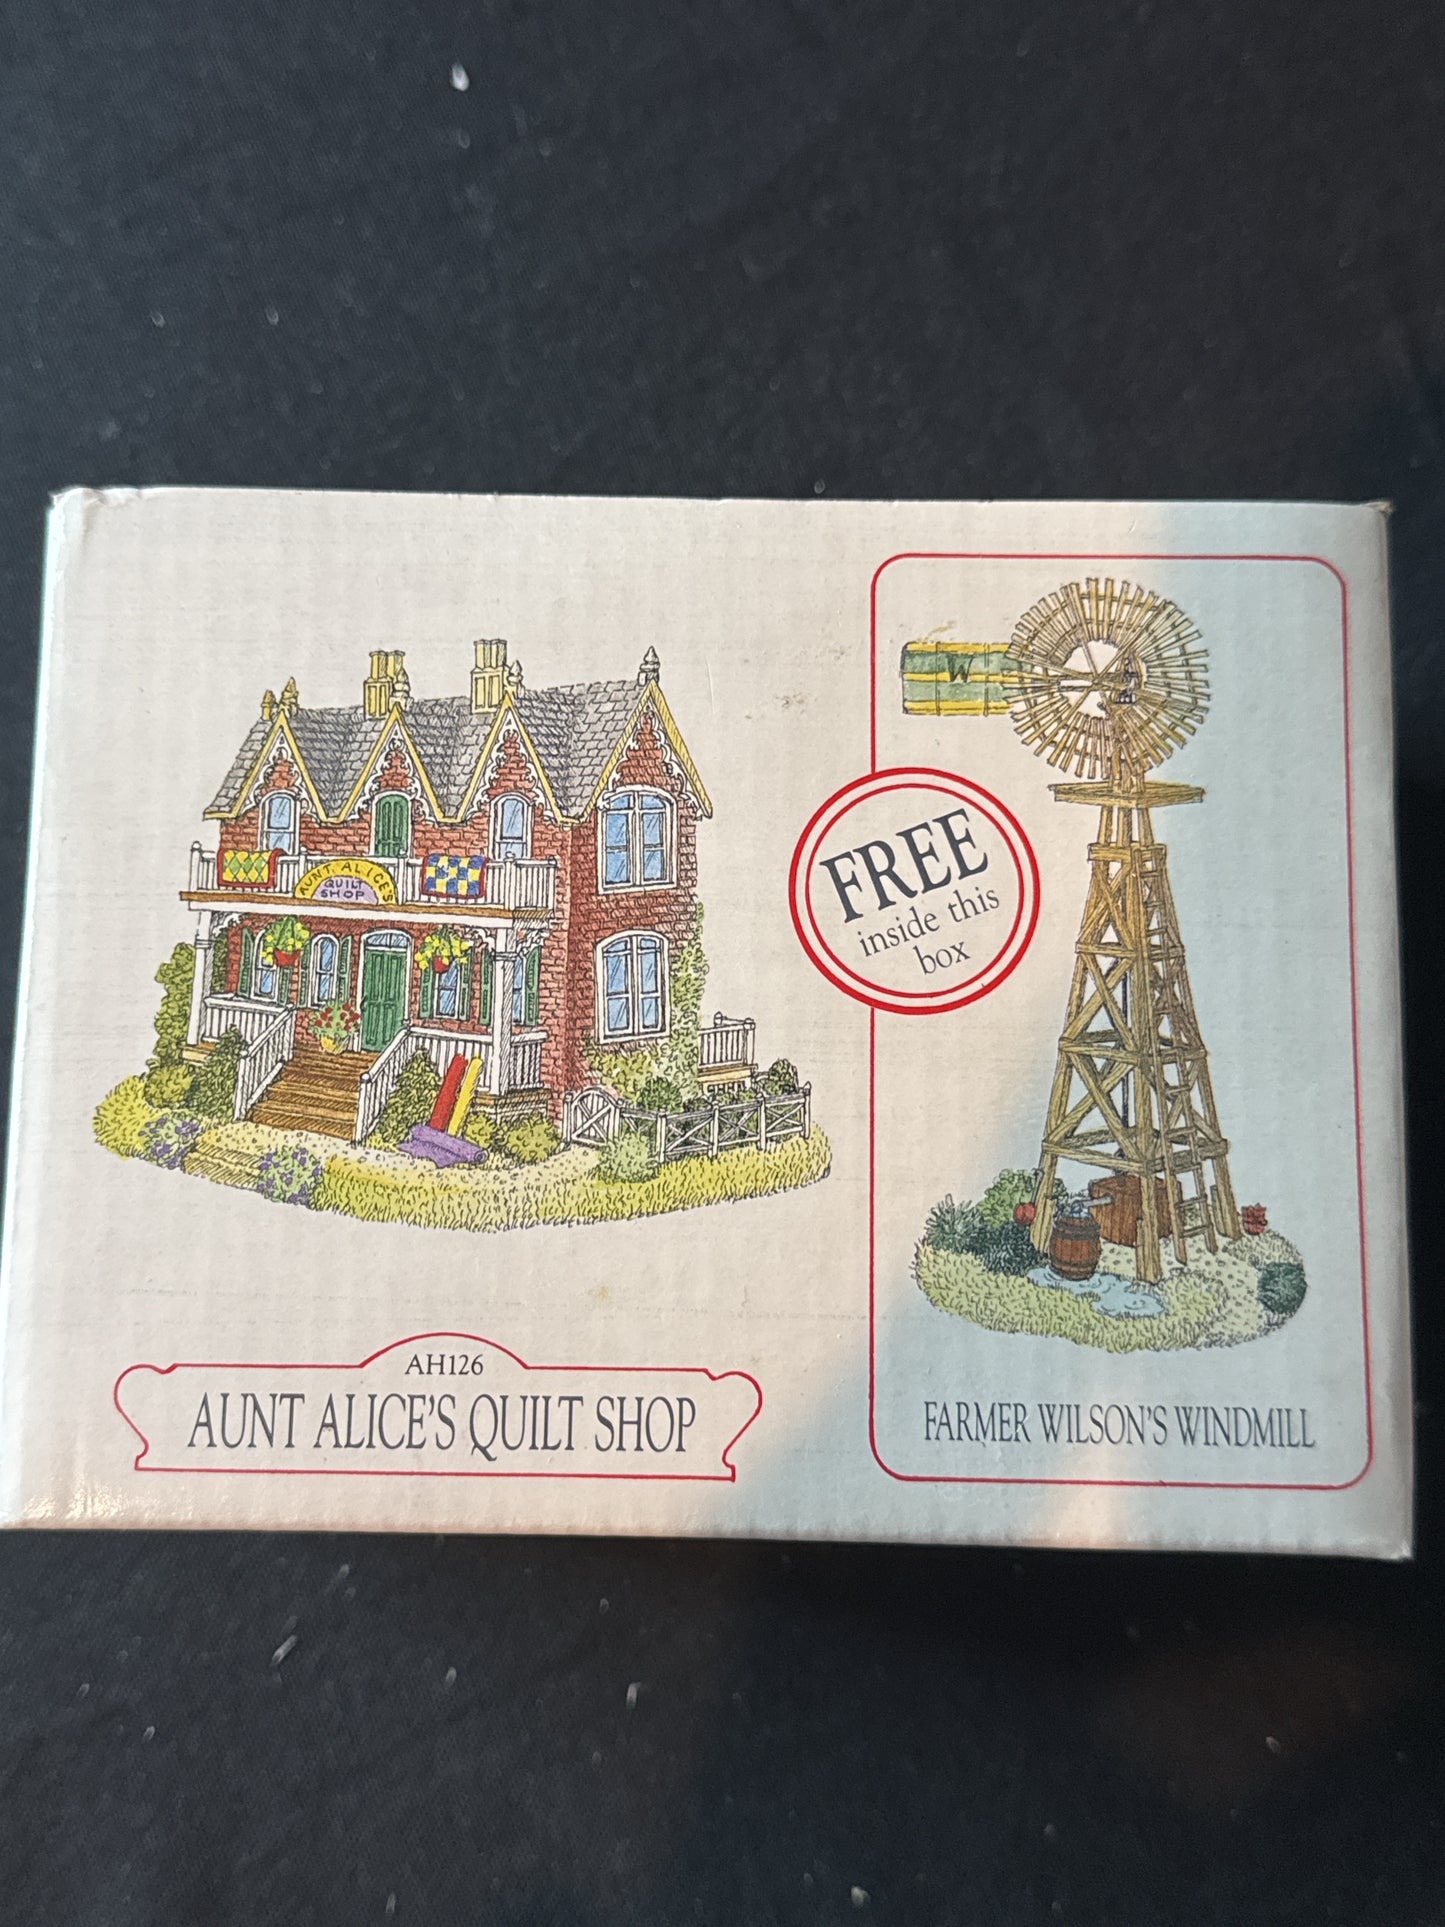 W
AUNT ALICE'S
QUILT
SHOP
FREE
inside this
box
AH126
AUNT ALICE'S QUILT SHOP
FARMER WILSON'S WINDMILL